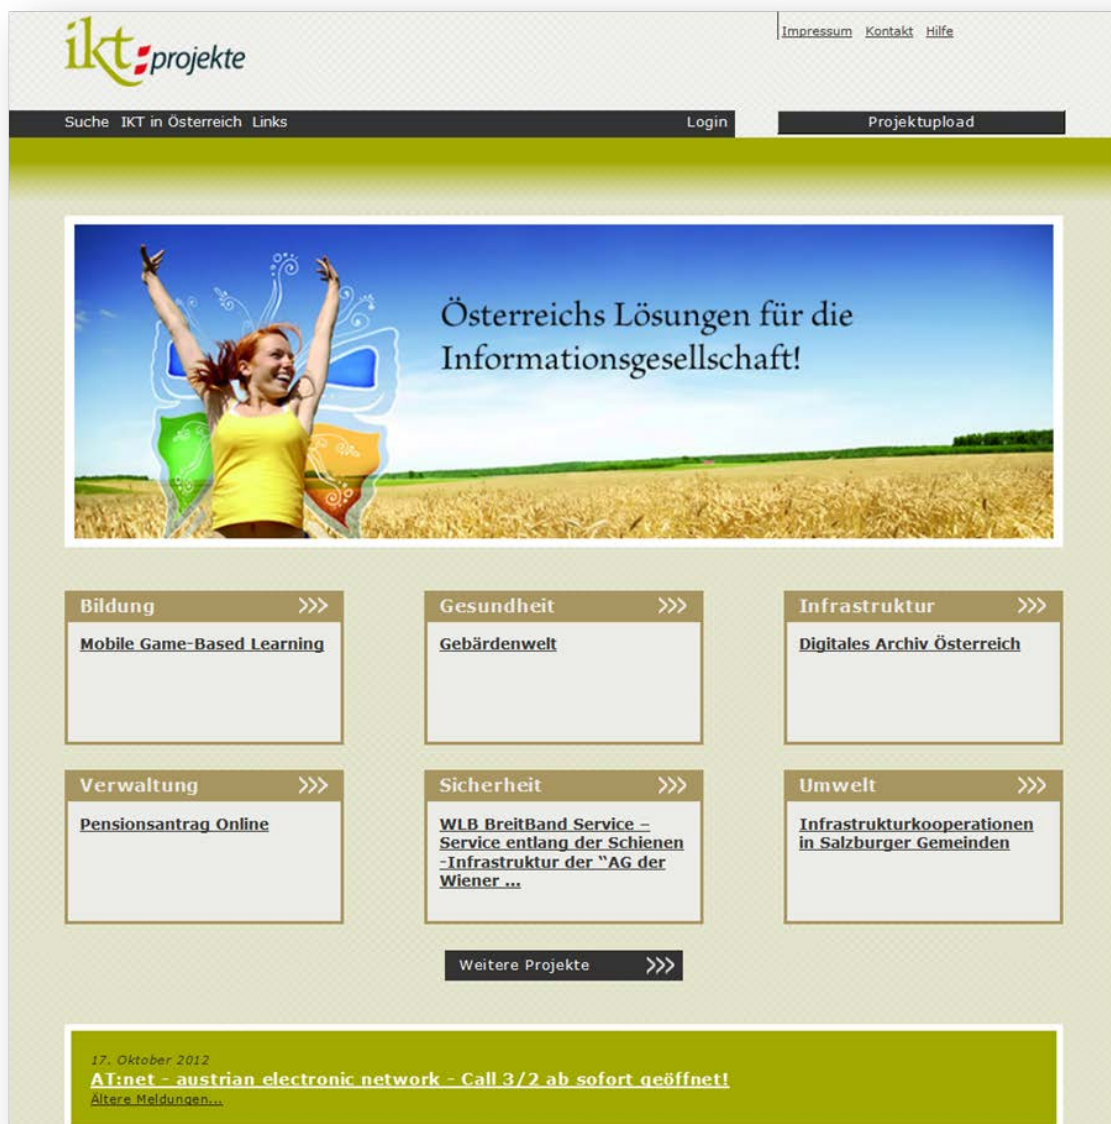 ikt:projekte
Impressum Kontakt Hilfe
Suche IKT in Österreich Links
Login
Projektupload
Österreichs Lösungen für die
Informationsgesellschaft!
Bildung >>>
Mobile Game-Based Learning
Gesundheit >>>
Gebärdenwelt
Infrastruktur >>>
Digitales Archiv Österreich
Verwaltung >>>
Pensionsantrag Online
Sicherheit >>>
WLB BreitBand Service –
Service entlang der Schienen
-Infrastruktur der “AG der
Wiener ...
Umwelt >>>
Infrastrukturkooperationen
in Salzburger Gemeinden
Weitere Projekte >>>
17. Oktober 2012
AT:net - austrian electronic network - Call 3/2 ab sofort geöffnet!
Ältere Meldungen...